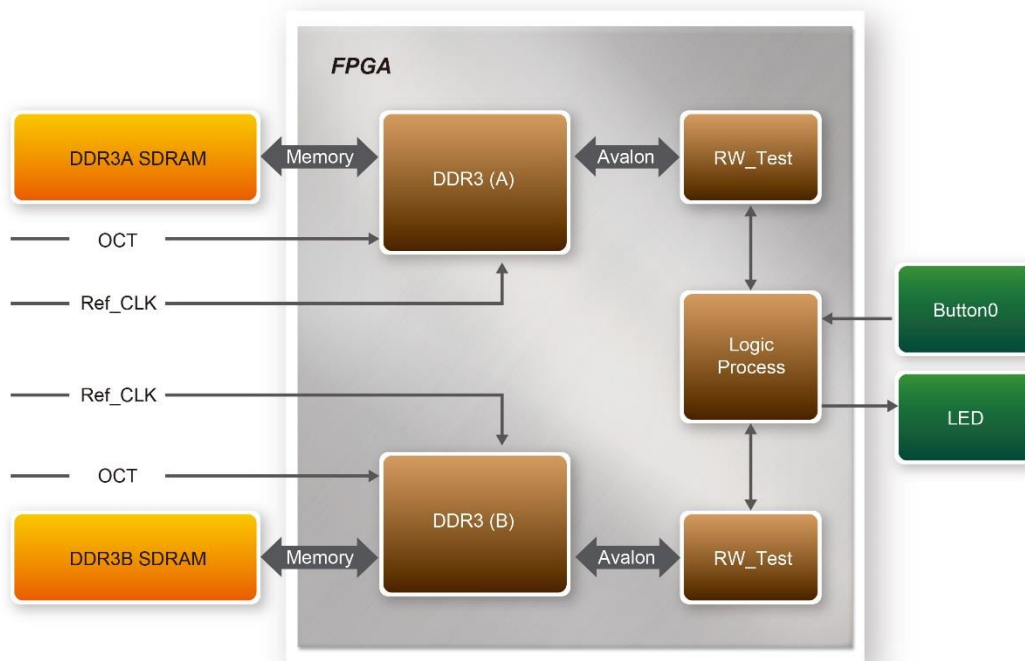 FPGA
DDR3A SDRAM
Memory
DDR3 (A)
Avalon
RW_Test
OCT
Ref_CLK
Button0
Logic
Process
Ref_CLK
LED
OCT
DDR3 (B)
DDR3B SDRAM
Memory
Avalon
RW_Test